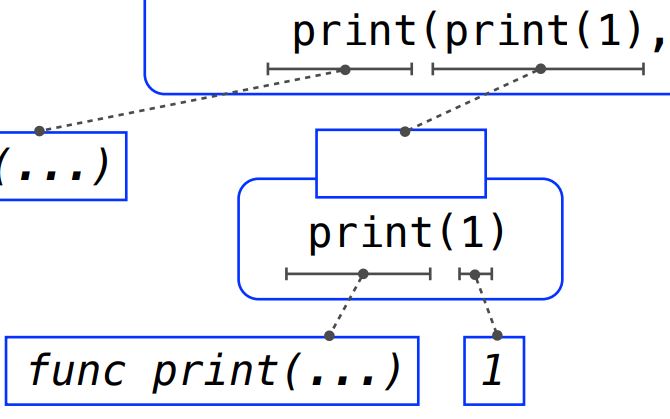 print(print(1),
(...)
print(1)
func print(...)
1